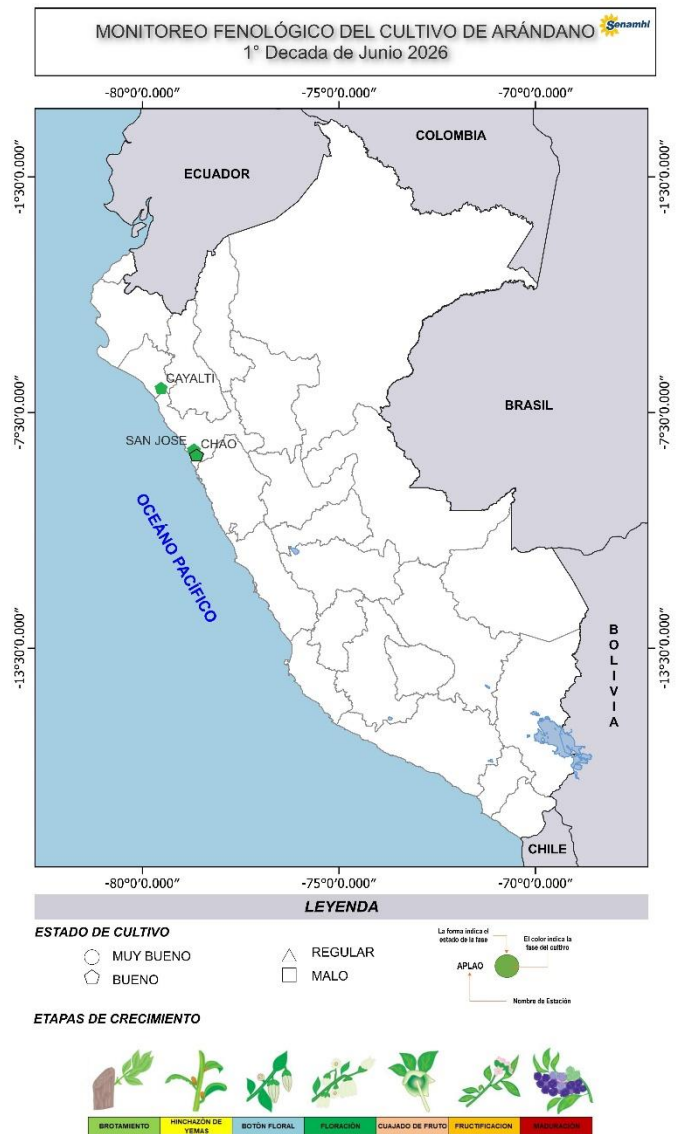 MONITOREO FENOLÓGICO DEL CULTIVO DE ARÁNDANO
1° Decada de Junio 2026
Senamhi
-80°0'0.000"
-75°0'0.000"
-70°0'0.000"
COLOMBIA
ECUADOR
-1°30'0.000"
-1°30'0.000"
CAYALTI
BRASIL
-7°30'0.000"
-7°30'0.000"
SAN JOSE
CHAO
OCEÁNO PACÍFICO
BOLIVIA
-13°30'0.000"
-13°30'0.000"
CHILE
-80°0'0.000"
-75°0'0.000"
-70°0'0.000"
LEYENDA
ESTADO DE CULTIVO
MUY BUENO
REGULAR
BUENO
MALO
La forma indica el
estado de la fase
El color indica la
fase del cultivo
APLAO
Nombre de Estación
ETAPAS DE CRECIMIENTO
BROTAMIENTO
HINCHAZÓN DE
YEMAS
BOTÓN FLORAL
FLORACIÓN
CUAJADO DE FRUTO
FRUCTIFICACION
MADURACIÓN